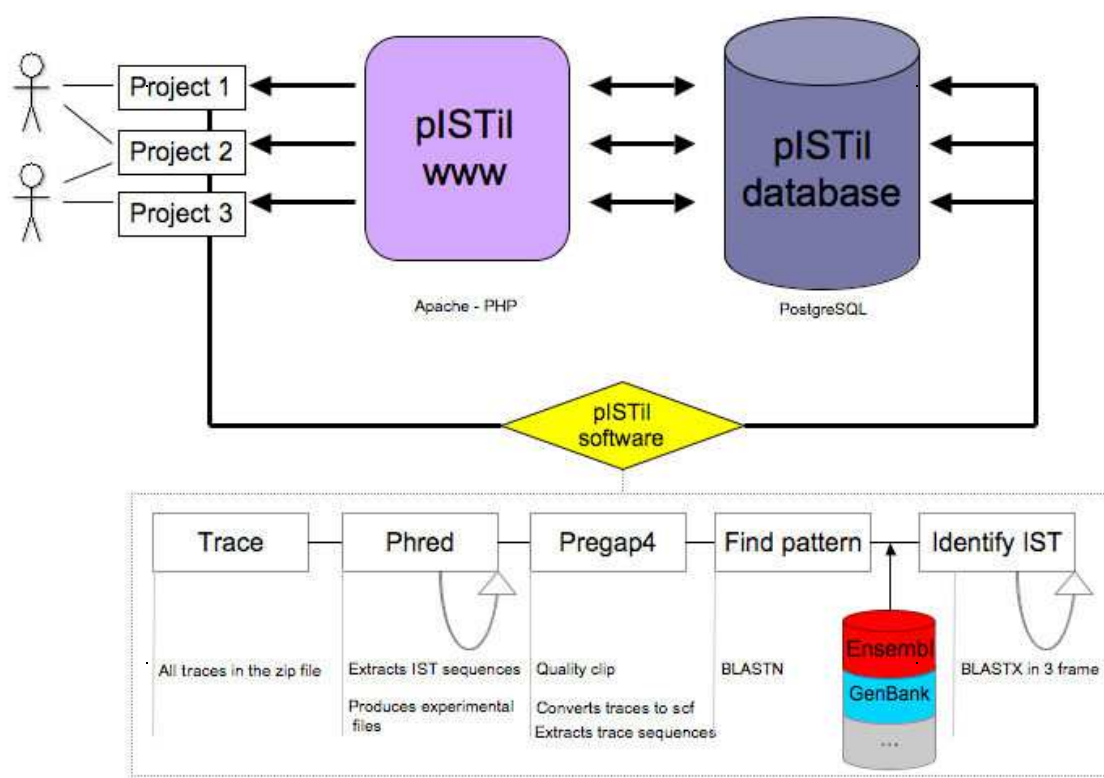 Project 1
Project 2
Project 3
pISTil
www
pISTil
database
Apache - PHP
PostgreSQL
pISTil
software
Trace
Phred
Pregap4
Find pattern
Identify IST
All traces in the zip file
Extracts IST sequences
Produces experimental
files
Quality clip
Converts traces to scf
Extracts trace sequences
BLASTN
Ensembl
GenBank
...
BLASTX in 3 frame